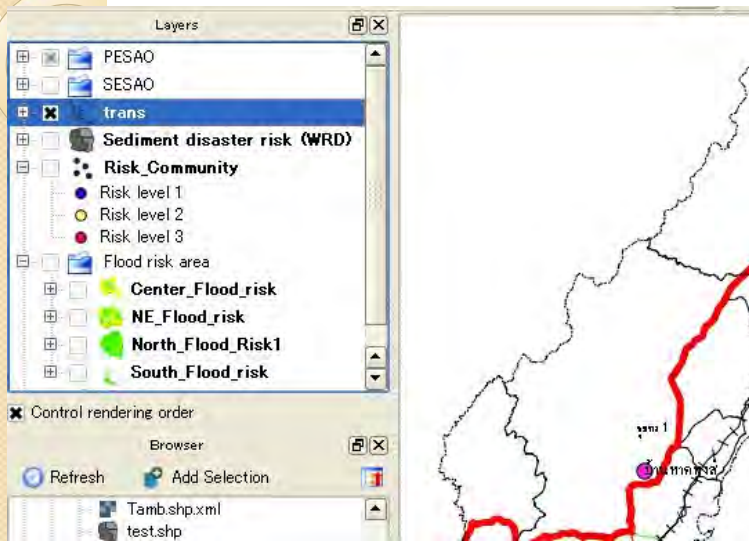 Layers
PESAO
SESAO
trans
Sediment disaster risk (WRD)
Risk_Community
Risk level 1
Risk level 2
Risk level 3
Flood risk area
Center_Flood_risk
NE_Flood_risk
North_Flood_Risk1
South_Flood_risk
Control rendering order
Browser
Refresh
Add Selection
Tamb.shp.xml
test.shp
1